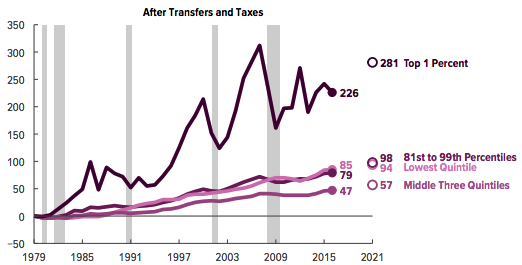 After Transfers and Taxes
350
300
250
200
150
100
50
0
−50
281 Top 1 Percent
226
98 81st to 99th Percentiles
85
94 Lowest Quintile
79
57 Middle Three Quintiles
47
1979 1985 1991 1997 2003 2009 2015 2021